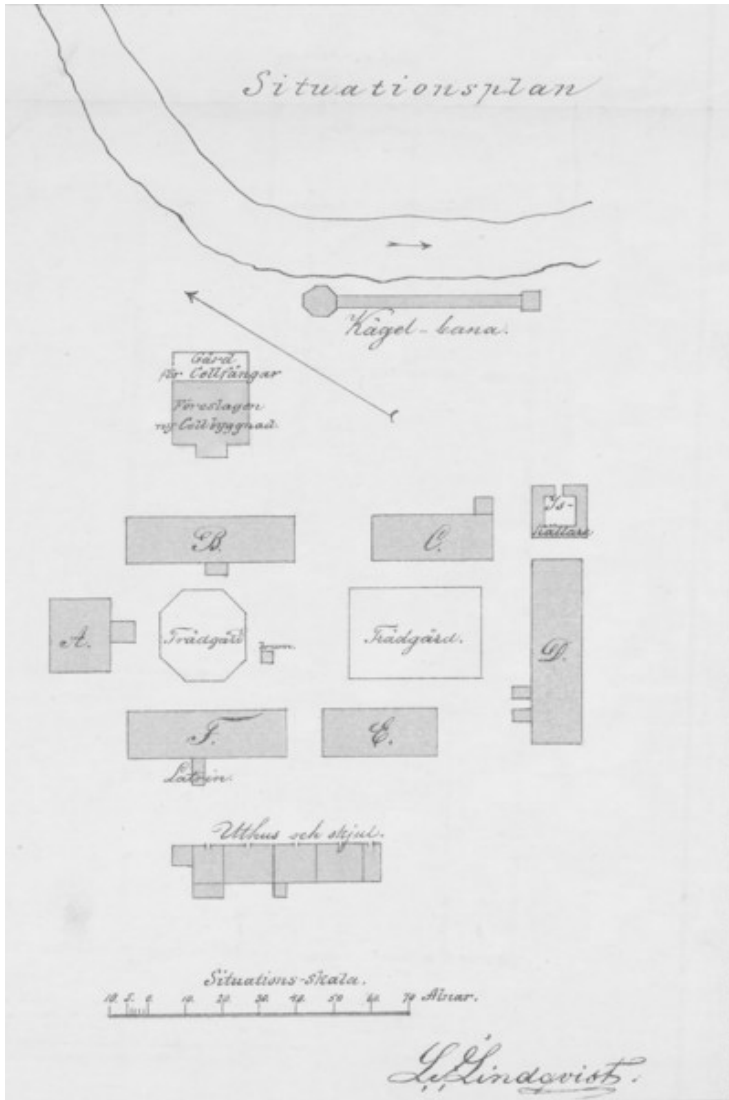 Situationsplan
Kägel-bana.
Gård
för Cellfångar
Föreslagen
ny Cellbyggnad.
B.
C.
Is-
källare
A.
Trädgård
Brunn.
Trädgård.
D.
F.
E.
Latrin.
Uthus och skjul.
Situations-skala.
10. 5. 0. 10. 20. 30. 40. 50 60. 70 Alnar.
Lindqvist.